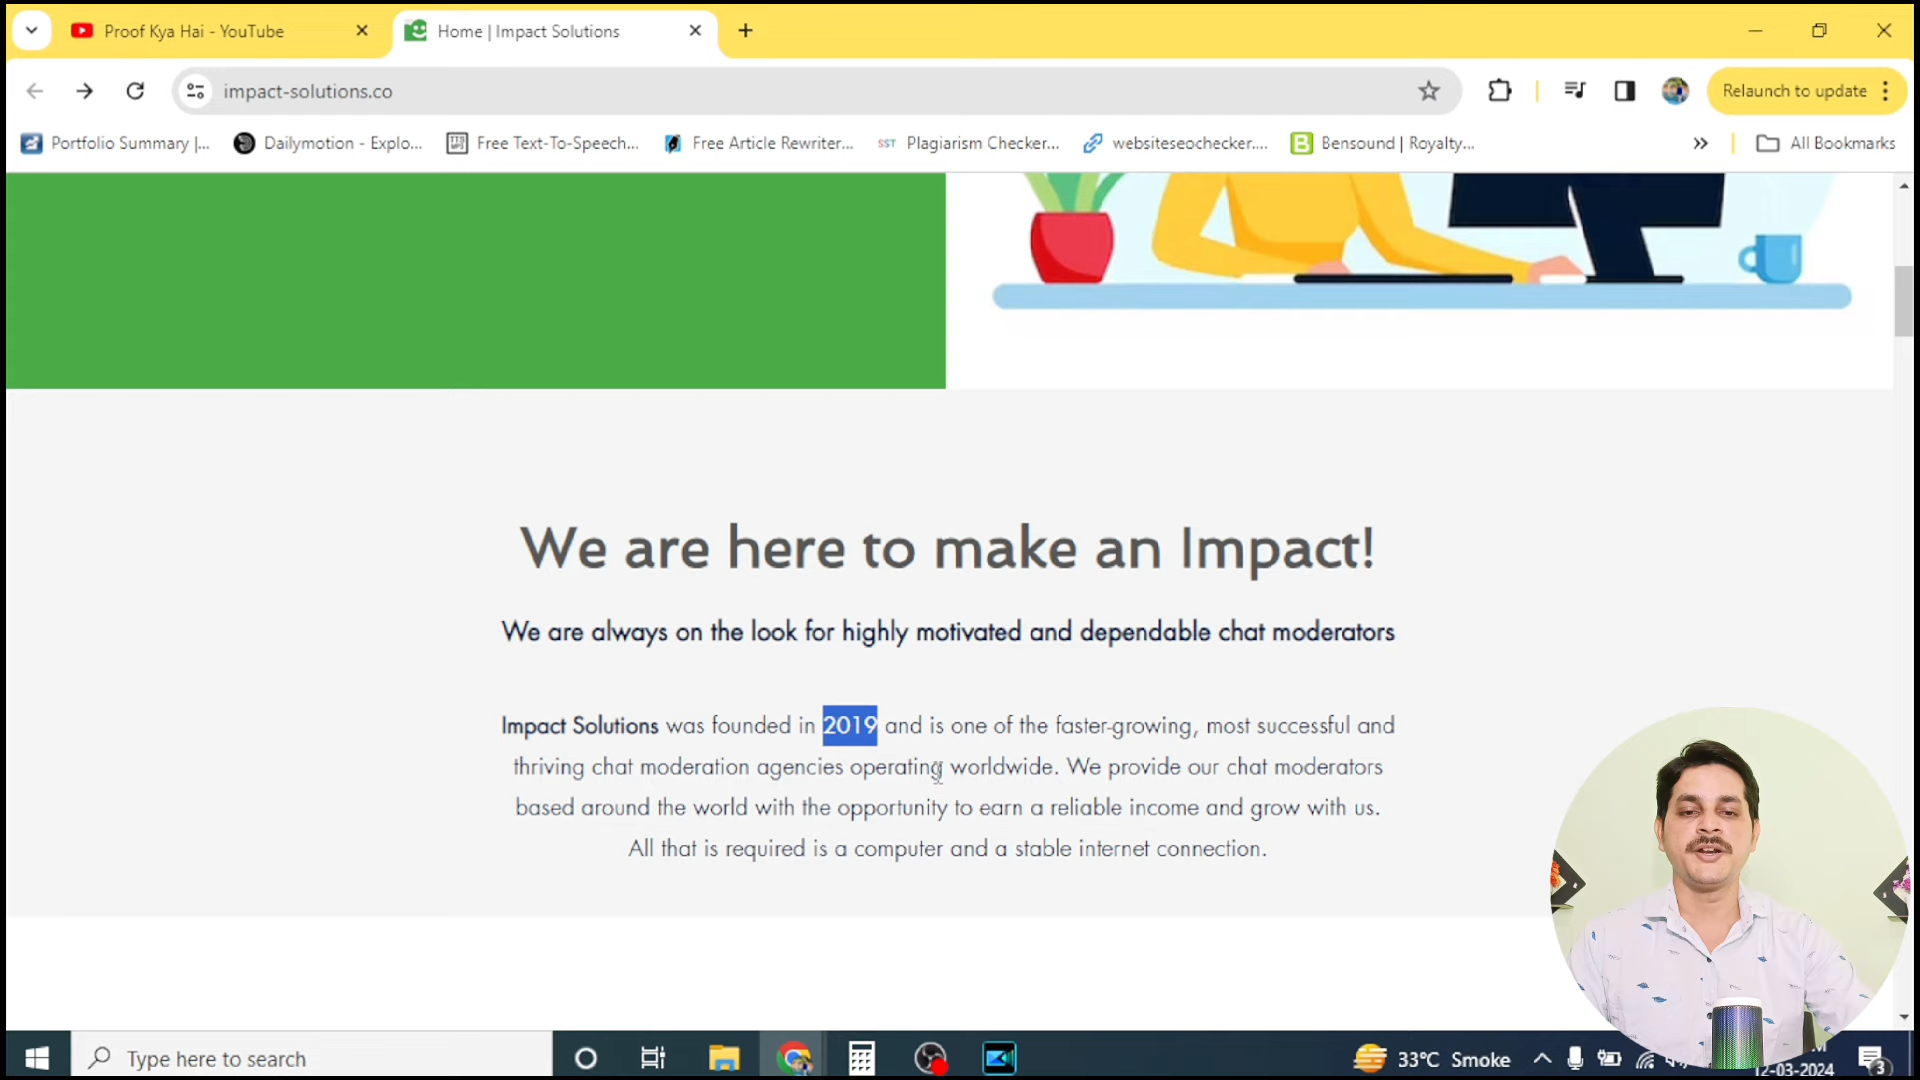 Proof Kya Hai - YouTube
Home | Impact Solutions
impact-solutions.co
Relaunch to update
Portfolio Summary |...
Dailymotion - Explo...
Free Text-To-Speech...
Free Article Rewriter...
SST Plagiarism Checker...
websiteseochecker....
B Bensound | Royalty...
All Bookmarks
We are here to make an Impact!
We are always on the look for highly motivated and dependable chat moderators
Impact Solutions was founded in 2019 and is one of the faster-growing, most successful and
thriving chat moderation agencies operating worldwide. We provide our chat moderators
based around the world with the opportunity to earn a reliable income and grow with us.
All that is required is a computer and a stable internet connection.
Type here to search
33°C Smoke
12-03-2024
3